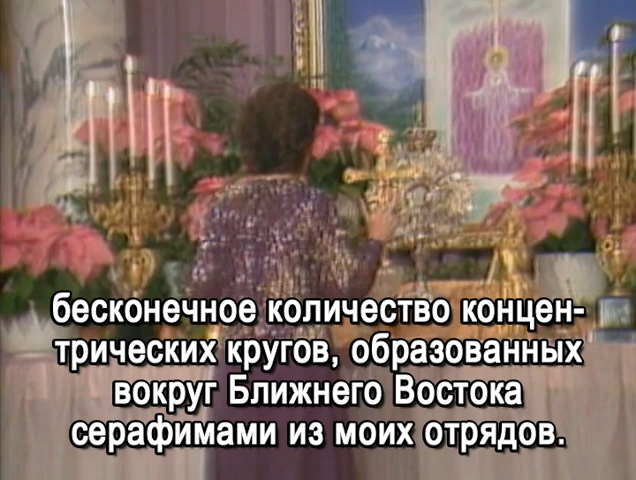 бесконечное количество концен-
трических кругов, образованных
вокруг Ближнего Востока
серафимами из моих отрядов.